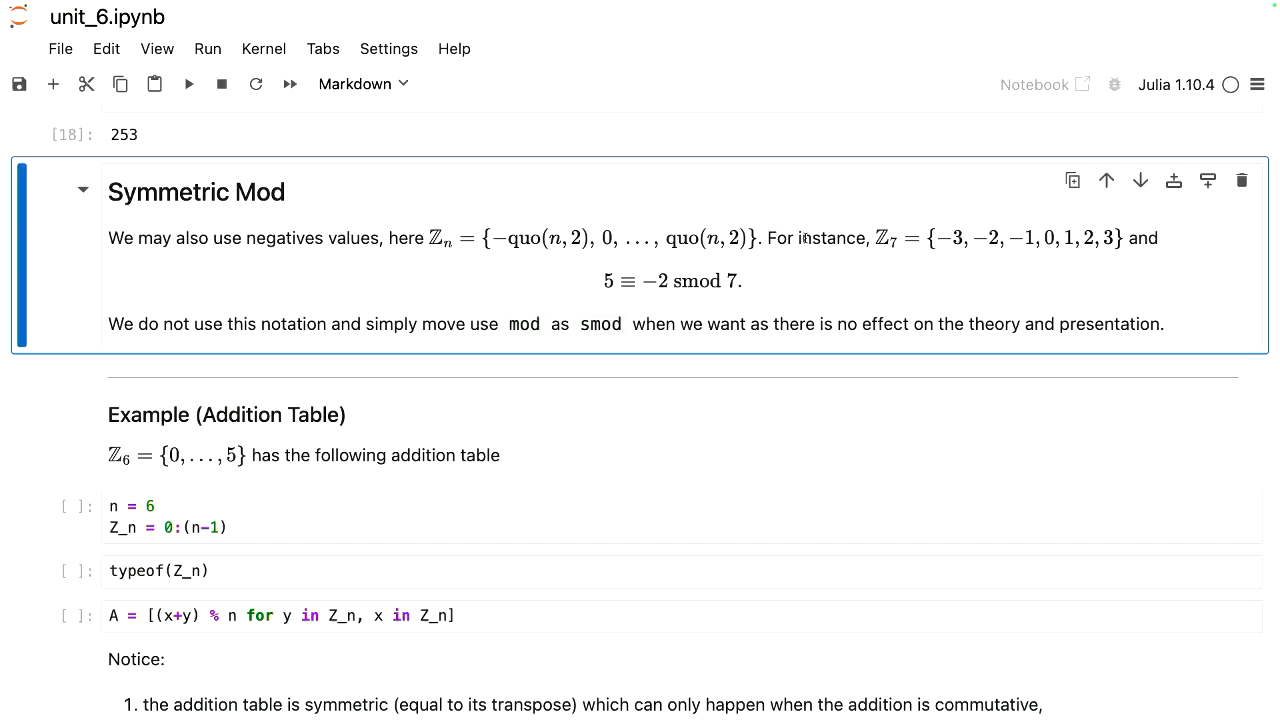 unit_6.ipynb
File Edit View Run Kernel Tabs Settings Help
Markdown Notebook Julia 1.10.4
[18]: 253
Symmetric Mod
We may also use negatives values, here ℤₙ = {−quo(n, 2), 0, …, quo(n, 2)}. For instance, ℤ₇ = {−3, −2, −1, 0, 1, 2, 3} and
5 ≡ −2 smod 7.
We do not use this notation and simply move use mod as smod when we want as there is no effect on the theory and presentation.
Example (Addition Table)
ℤ₆ = {0, …, 5} has the following addition table
[ ]: n = 6
Z_n = 0:(n-1)
[ ]: typeof(Z_n)
[ ]: A = [(x+y) % n for y in Z_n, x in Z_n]
Notice:
1. the addition table is symmetric (equal to its transpose) which can only happen when the addition is commutative,